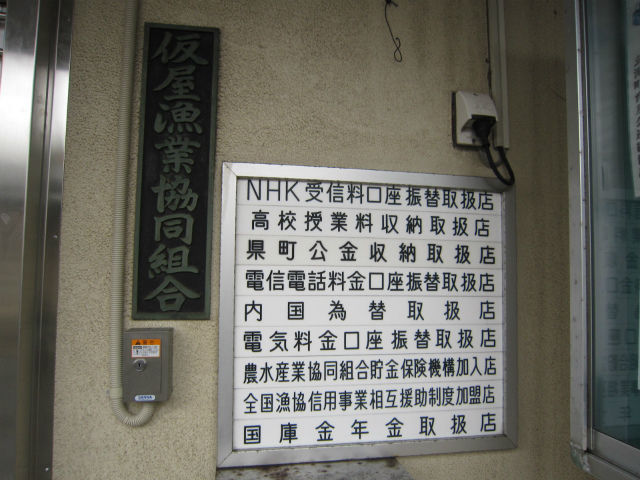 仮屋漁業協同組合
NHK受信料口座振替取扱店
高校授業料収納取扱店
県町公金収納取扱店
電信電話料金口座振替取扱店
内国為替取扱店
電気料金口座振替取扱店
農水産業協同組合貯金保険機構加入店
全国漁協信用事業相互援助制度加盟店
国庫金年金取扱店